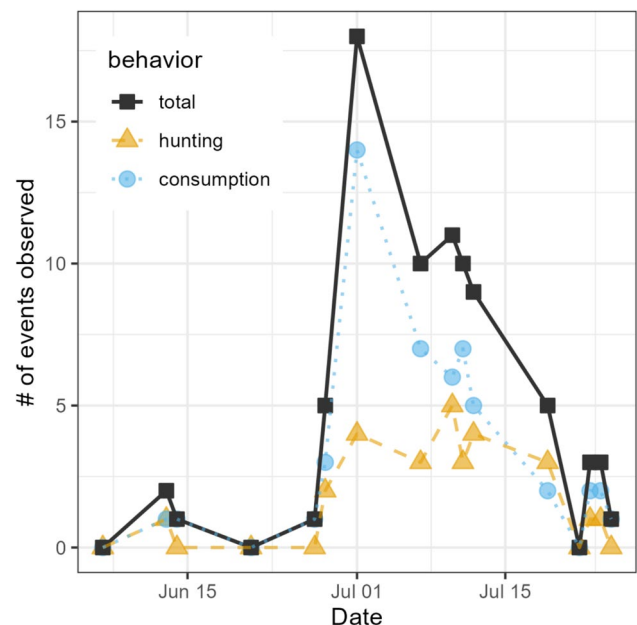 behavior
total
hunting
consumption
# of events observed
15
10
5
0
Jun 15
Jul 01
Jul 15
Date